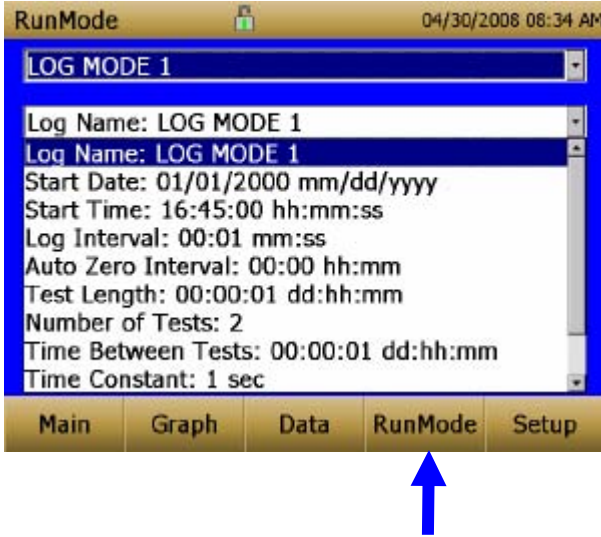 RunMode 04/30/2008 08:34 AM
LOG MODE 1
Log Name: LOG MODE 1
Log Name: LOG MODE 1
Start Date: 01/01/2000 mm/dd/yyyy
Start Time: 16:45:00 hh:mm:ss
Log Interval: 00:01 mm:ss
Auto Zero Interval: 00:00 hh:mm
Test Length: 00:00:01 dd:hh:mm
Number of Tests: 2
Time Between Tests: 00:00:01 dd:hh:mm
Time Constant: 1 sec
Main Graph Data RunMode Setup